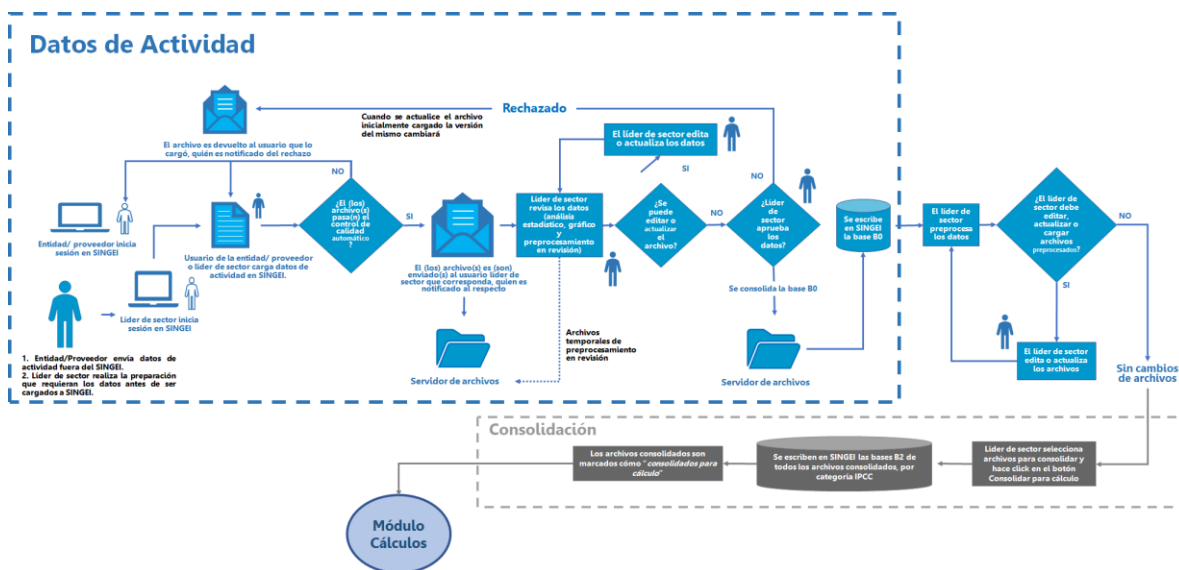 Datos de Actividad
Rechazado
Cuando se actualice el archivo
inicialmente cargado la versión
del mismo cambiará
El archivo es devuelto al usuario que lo
cargó, quién es notificado del rechazo
NO
Entidad/ proveedor inicia
sesión en SINGEI
Usuario de la entidad/ proveedor
o líder de sector carga datos de
actividad en SINGEI.
Líder de sector inicia
sesión en SINGEI
1. Entidad/Proveedor envía datos de
actividad fuera del SINGEI.
2. Líder de sector realiza la preparación
que requieran los datos antes de ser
cargados a SINGEI.
¿El (los)
archivo(s)
pasa(n) el
control de
calidad
automático
?
SI
El (los) archivo(s) es (son)
enviado(s) al usuario líder de
sector que corresponda, quien es
notificado al respecto
Servidor de archivos
Líder de sector
revisa los datos
(análisis
estadístico, gráfico
y
preprocesamiento
en revisión)
Archivos
temporales de
preprocesamiento
en revisión
El líder de sector edita
o actualiza los datos
SI
¿Se
puede
editar o
actualizar
el
archivo?
NO
NO
¿Líder
de
sector
aprueba
los
datos?
Se consolida la base B0
Servidor de archivos
Se escribe
en SINGEI
la base B0
El líder de
sector
preprocesa
los datos
¿El líder de
sector debe
editar,
actualizar o
cargar
archivos
preprocesados?
NO
SI
El líder de sector
edita o actualiza
los archivos
Sin cambios
de archivos
Consolidación
Líder de sector selecciona
archivos para consolidar y
hace click en el botón
Consolidar para cálculo
Se escriben en SINGEI las bases B2 de
todos los archivos consolidados, por
categoría IPCC
Los archivos consolidados son
marcados cómo " consolidados para
cálculo"
Módulo
Cálculos